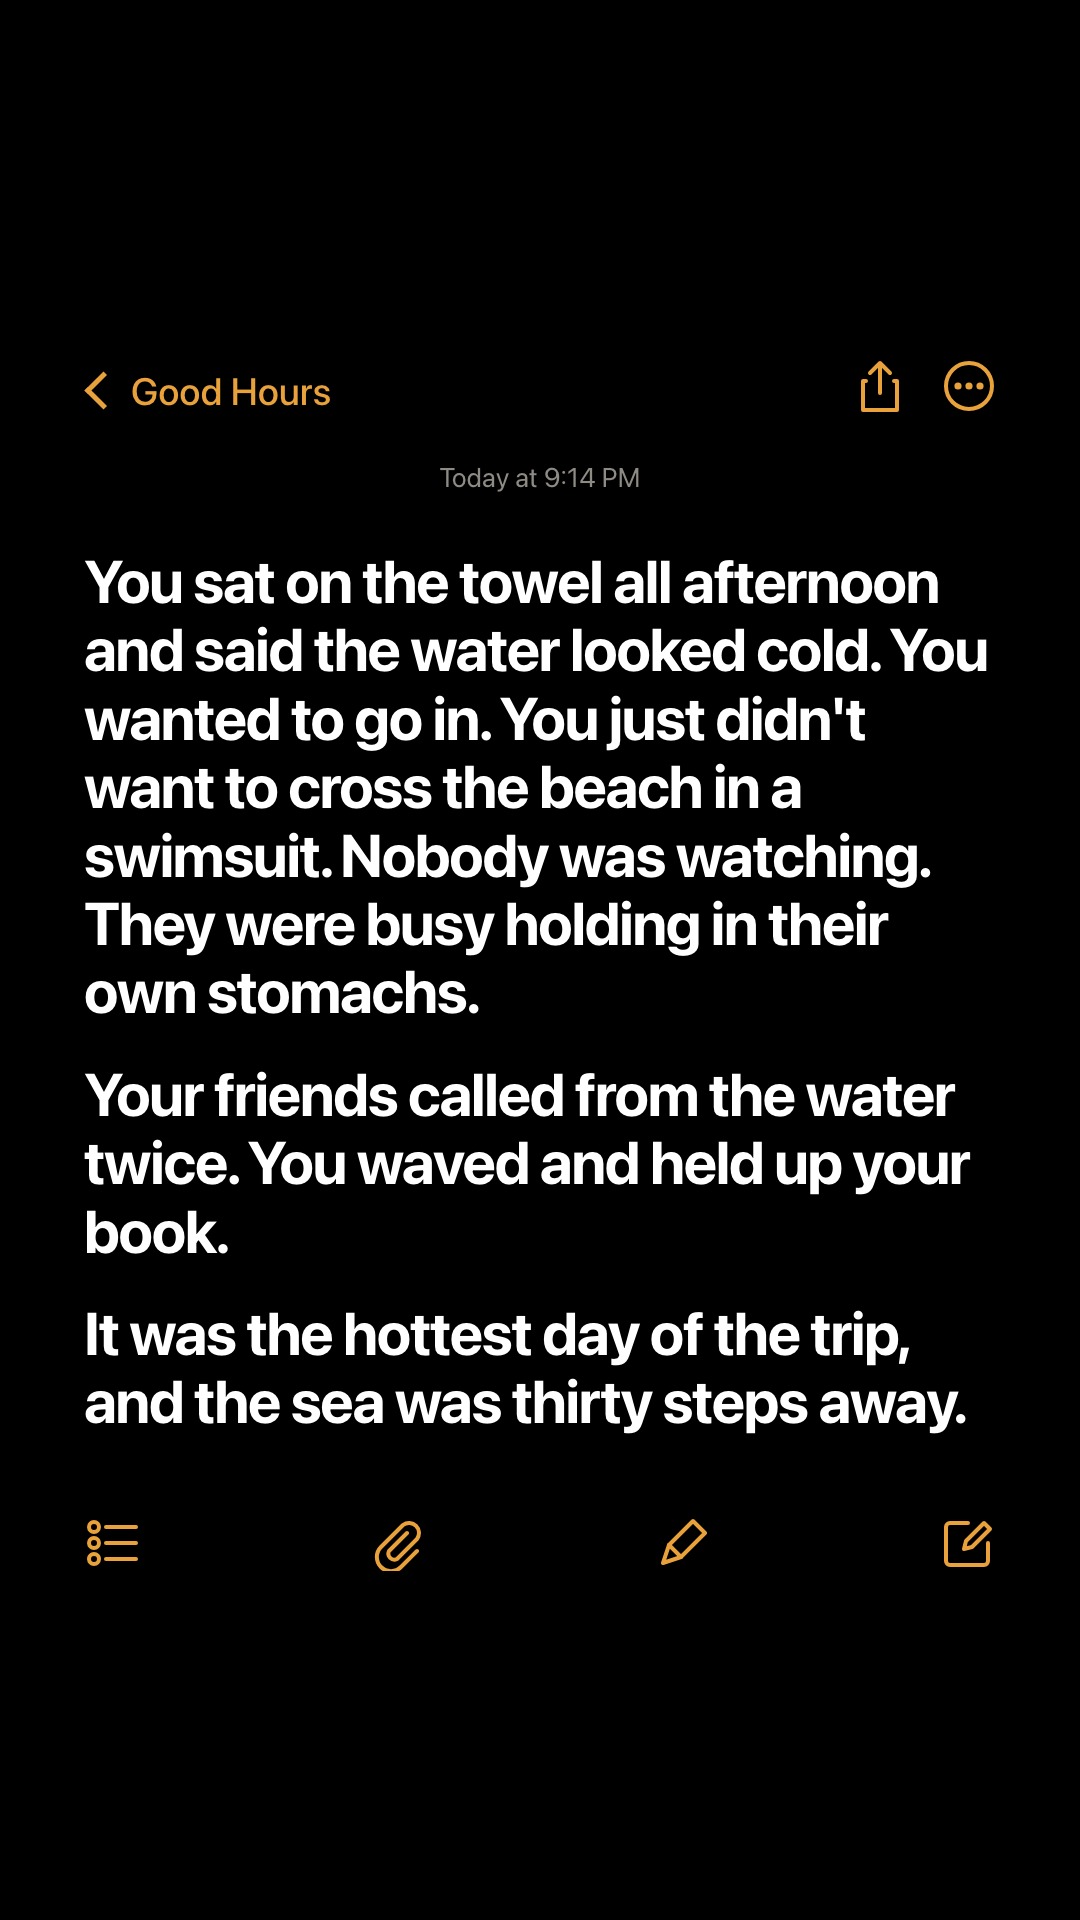 Good Hours
Today at 9:14 PM
You sat on the towel all afternoon
and said the water looked cold. You
wanted to go in. You just didn't
want to cross the beach in a
swimsuit. Nobody was watching.
They were busy holding in their
own stomachs.
Your friends called from the water
twice. You waved and held up your
book.
It was the hottest day of the trip,
and the sea was thirty steps away.